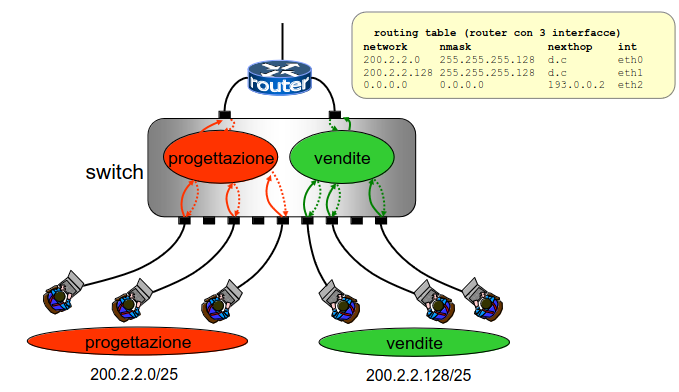 routing table (router con 3 interfacce)
network nmask nexthop int
200.2.2.0 255.255.255.128 d.c eth0
200.2.2.128 255.255.255.128 d.c eth1
0.0.0.0 0.0.0.0 193.0.0.2 eth2
router
switch
progettazione vendite
progettazione vendite
200.2.2.0/25 200.2.2.128/25